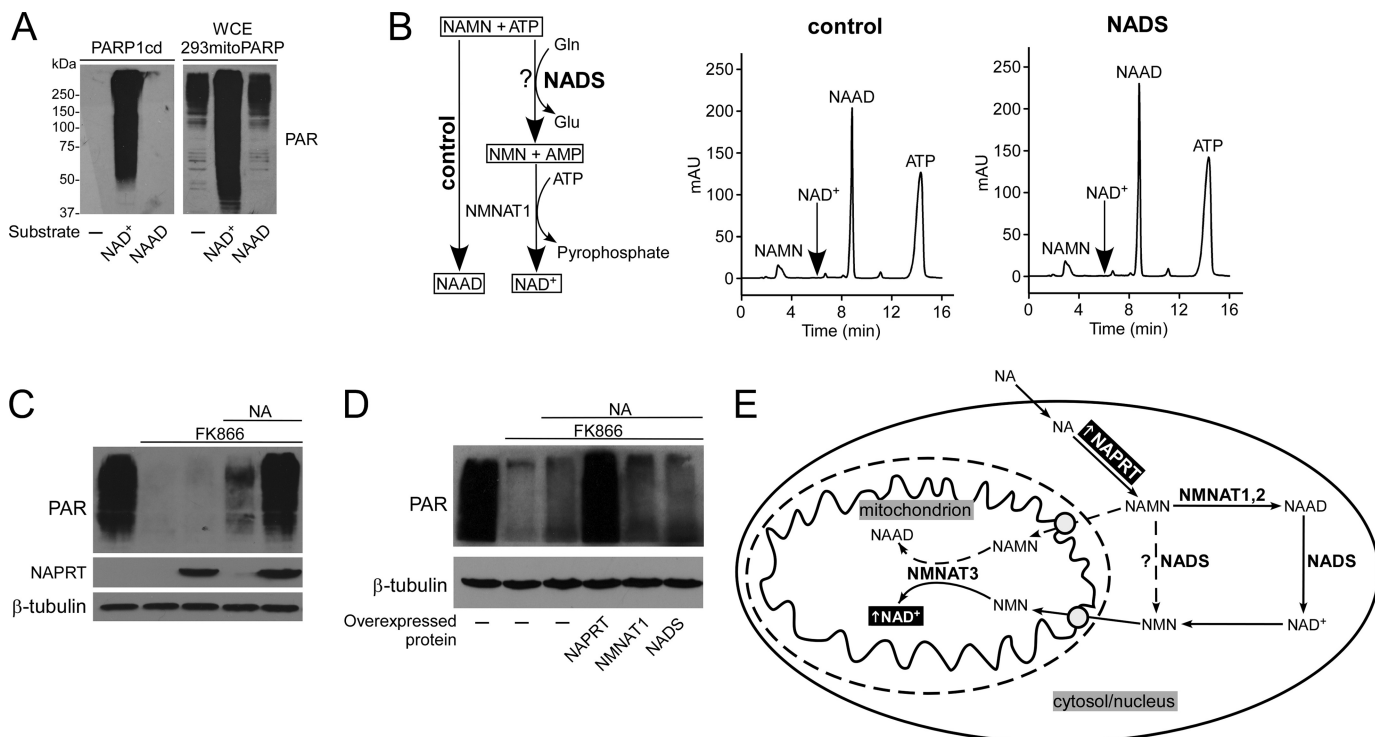 A
WCE
PARP1cd 293mitoPARP
kDa
250-
150-
100-
75-
50-
37-
PAR
Substrate — NAD⁺ NAAD — NAD⁺ NAAD
B
NAMN + ATP
Gln
? NADS
Glu
control
NMN + AMP
ATP
NMNAT1
Pyrophosphate
NAAD NAD⁺
control
mAU
250
200
150
100
50
0
NAMN
NAD⁺
NAAD
ATP
0 4 8 12 16
Time (min)
NADS
mAU
250
200
150
100
50
0
NAMN
NAD⁺
NAAD
ATP
0 4 8 12 16
Time (min)
C
NA
FK866
PAR
NAPRT
β-tubulin
D
NA
FK866
PAR
β-tubulin
Overexpressed
protein
— — — NAPRT NMNAT1 NADS
E
NA
NA
↑NAPRT
NAMN
NMNAT1,2
NAAD
mitochondrion
NAAD
NAMN
? NADS
NADS
NMNAT3
NMN
↑NAD⁺
NMN
NAD⁺
cytosol/nucleus